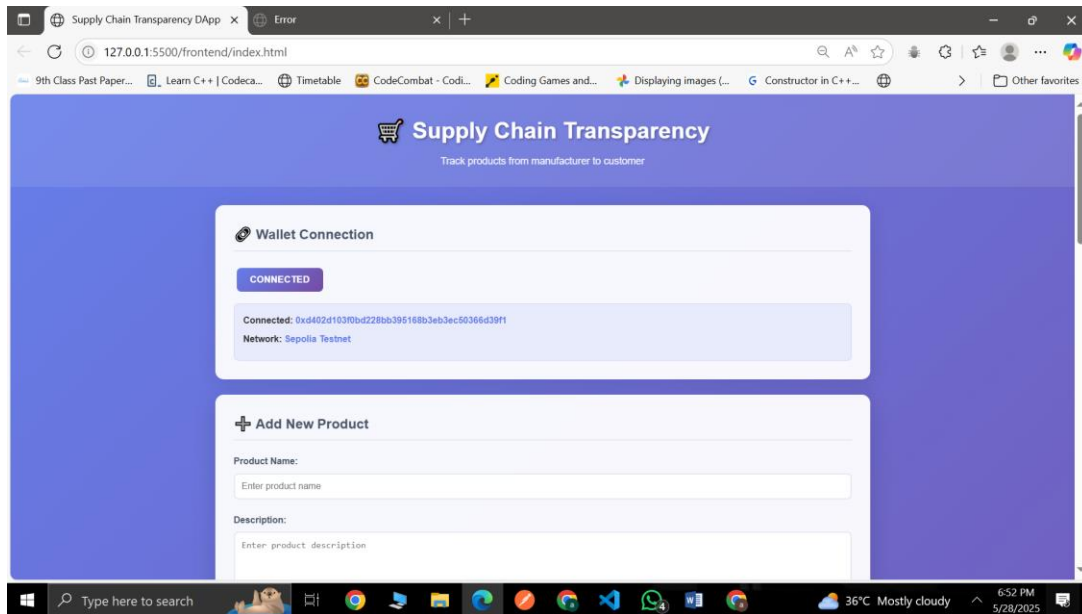 Supply Chain Transparency DApp
Error
127.0.0.1:5500/frontend/index.html
9th Class Past Paper...
Learn C++ | Codeca...
Timetable
CodeCombat - Codi...
Coding Games and...
Displaying images (...
Constructor in C++...
Other favorites
Supply Chain Transparency
Track products from manufacturer to customer
Wallet Connection
CONNECTED
Connected: 0xd402d103f0bd228bb395168b3eb3ec50366d39f1
Network: Sepolia Testnet
Add New Product
Product Name:
Enter product name
Description:
Enter product description
Type here to search
36°C Mostly cloudy
6:52 PM
5/28/2025